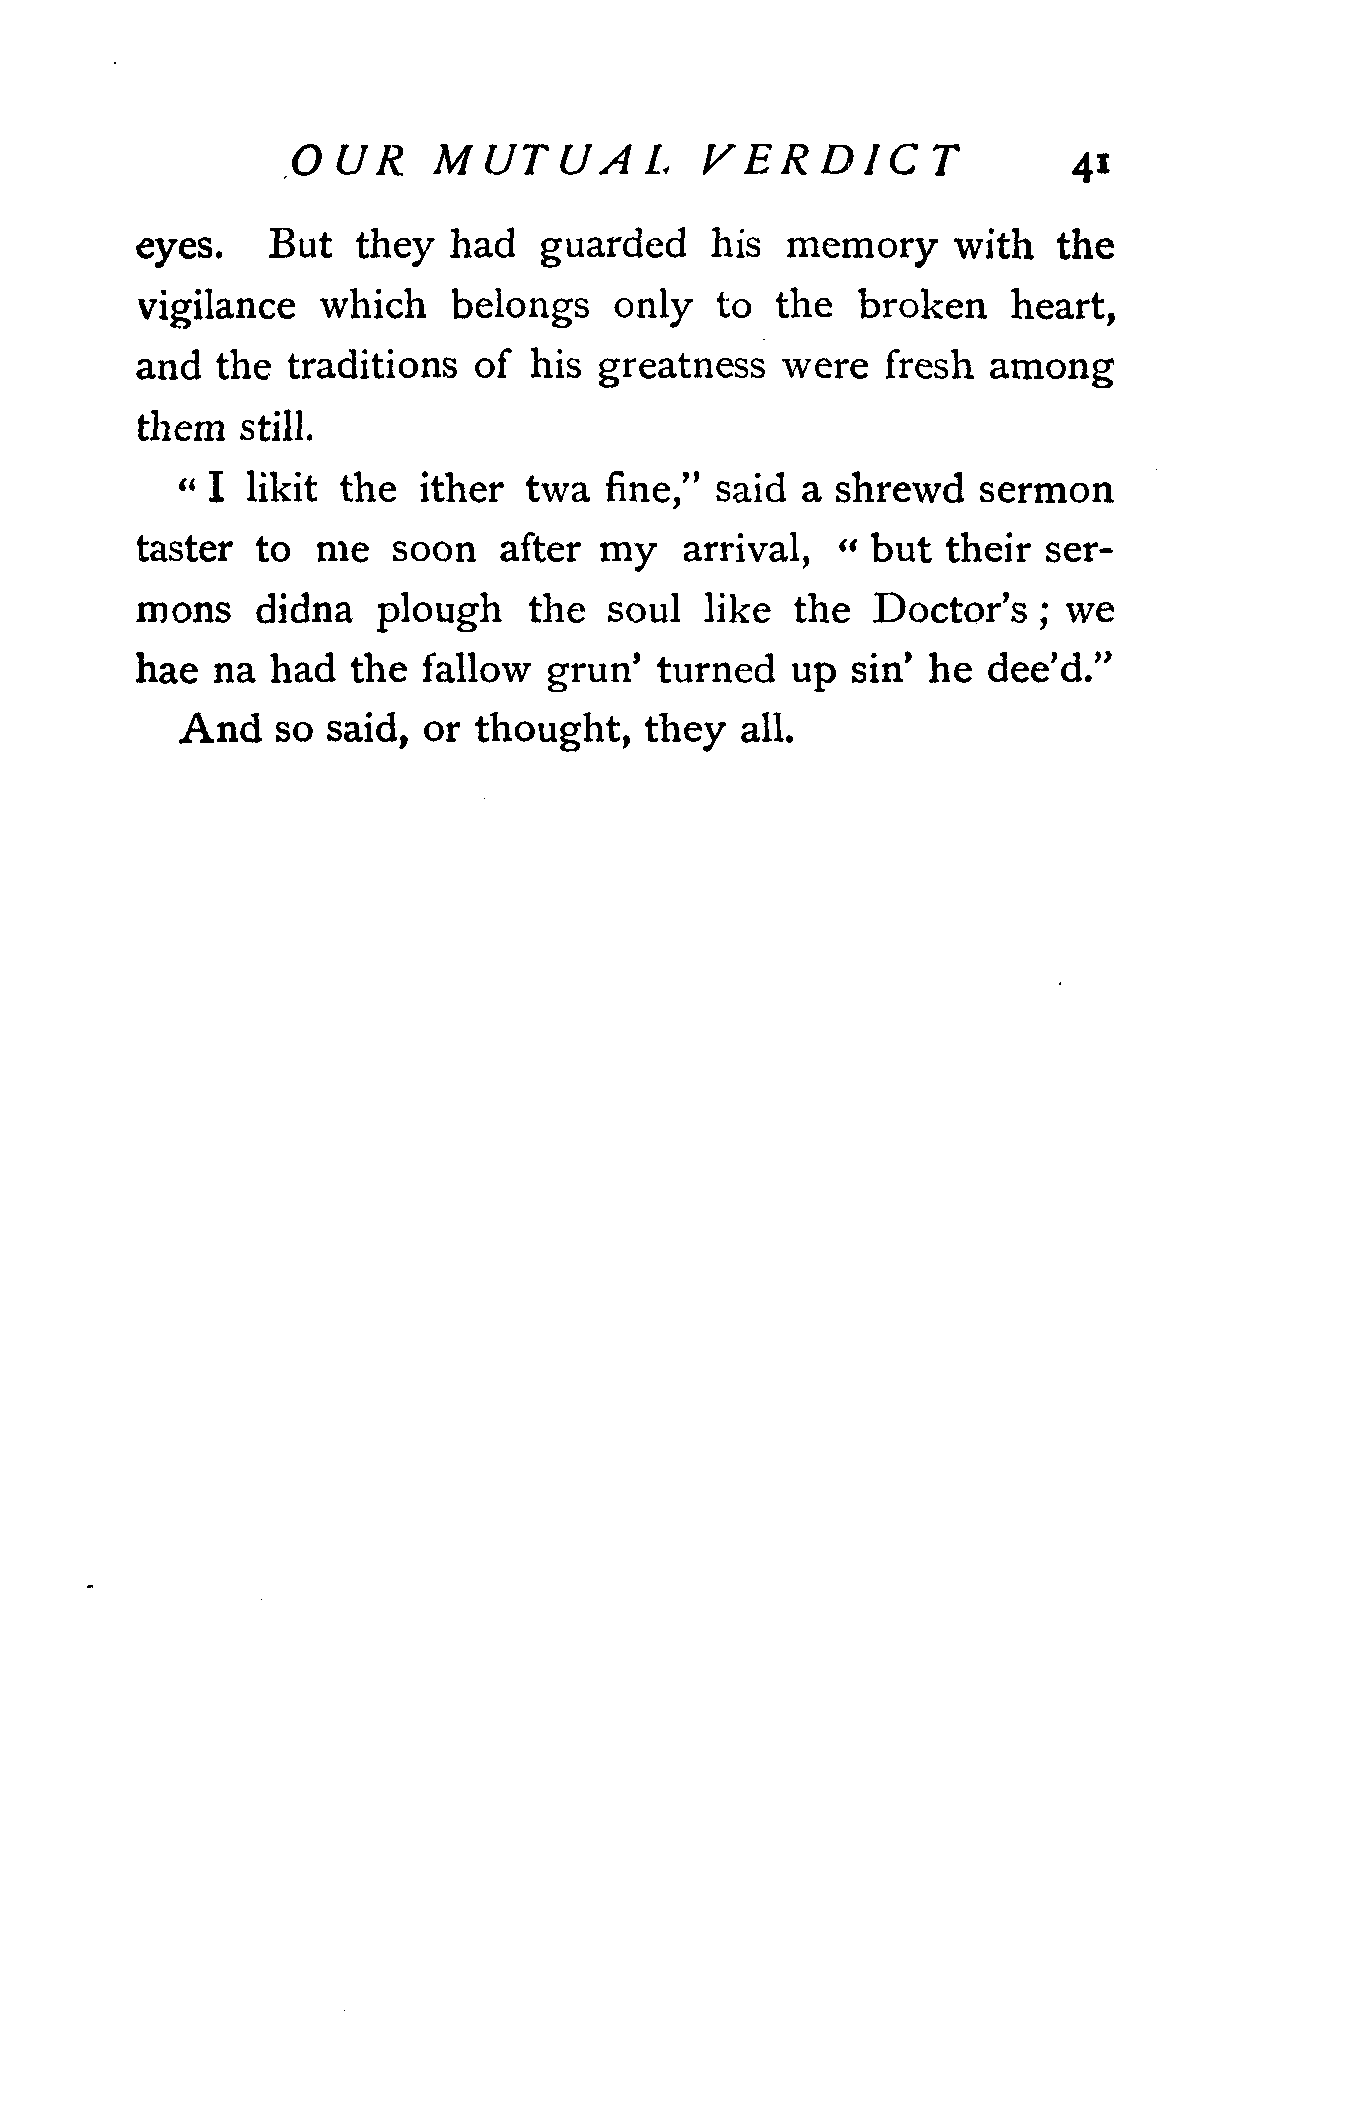 OUR MUTUAL VERDICT 41
eyes. But they had guarded his memory with the
vigilance which belongs only to the broken heart,
and the traditions of his greatness were fresh among
them still.
“ I likit the ither twa fine,” said a shrewd sermon
taster to me soon after my arrival, “ but their ser-
mons didna plough the soul like the Doctor’s ; we
hae na had the fallow grun’ turned up sin’ he dee’d.”
And so said, or thought, they all.